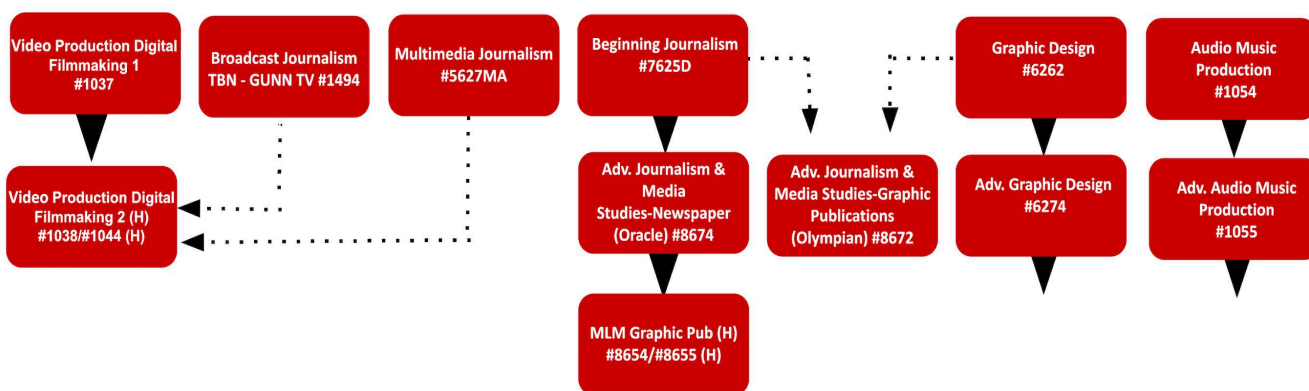 Video Production Digital
Filmmaking 1
#1037
Broadcast Journalism
TBN - GUNN TV #1494
Multimedia Journalism
#5627MA
Beginning Journalism
#7625D
Graphic Design
#6262
Audio Music
Production
#1054
Video Production Digital
Filmmaking 2 (H)
#1038/#1044 (H)
Adv. Journalism &
Media
Studies-Newspaper
(Oracle) #8674
Adv. Journalism &
Media Studies-Graphic
Publications
(Olympian) #8672
Adv. Graphic Design
#6274
Adv. Audio Music
Production
#1055
MLM Graphic Pub (H)
#8654/#8655 (H)